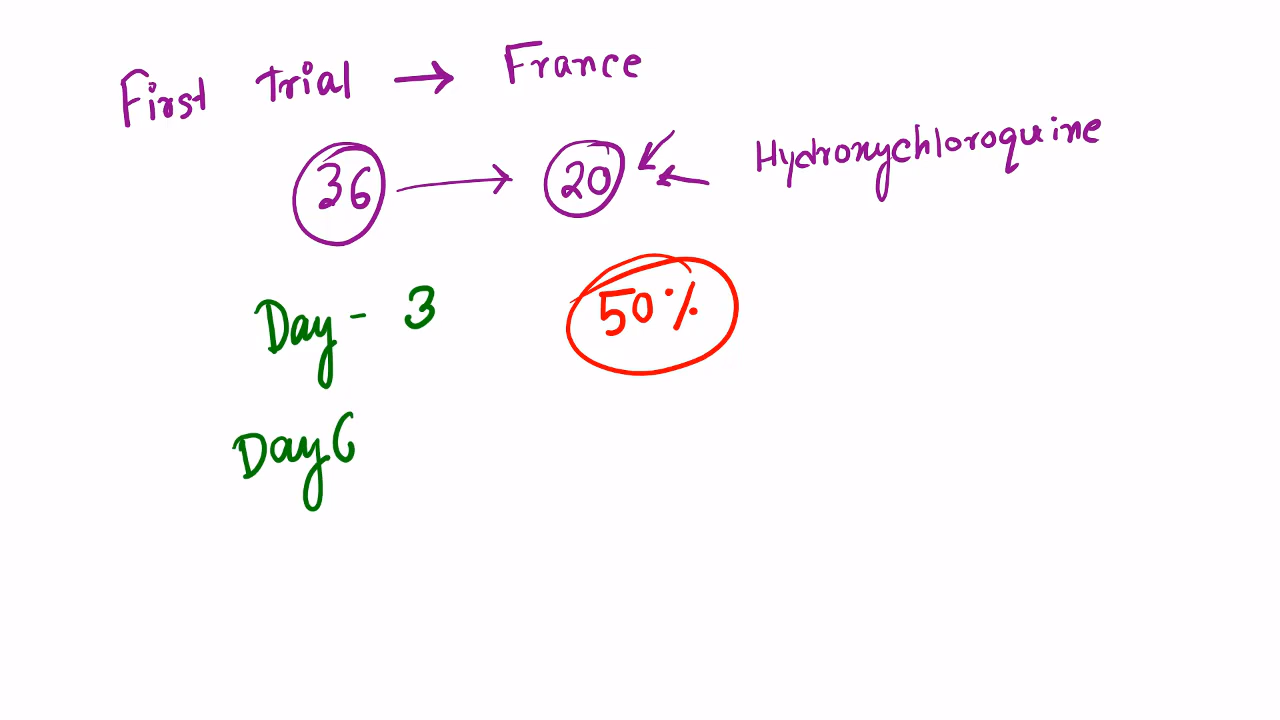 First trial → France
36 → 20 Hydroxychloroquine
Day - 3 50%
Day 6